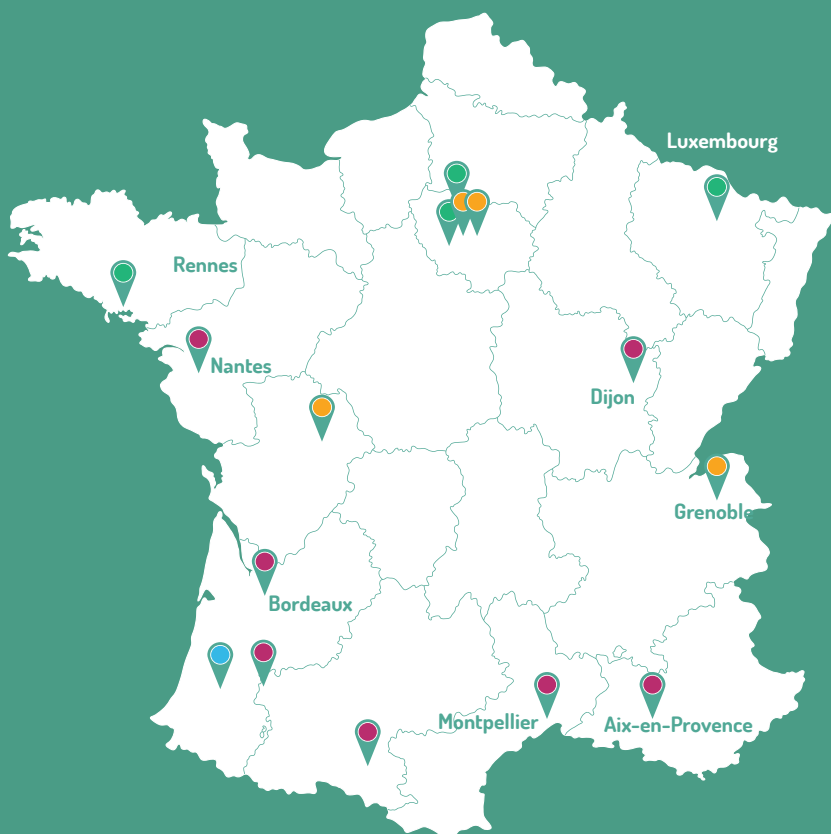 Luxembourg
Rennes
Nantes
Dijon
Grenoble
Bordeaux
Montpellier
Aix-en-Provence